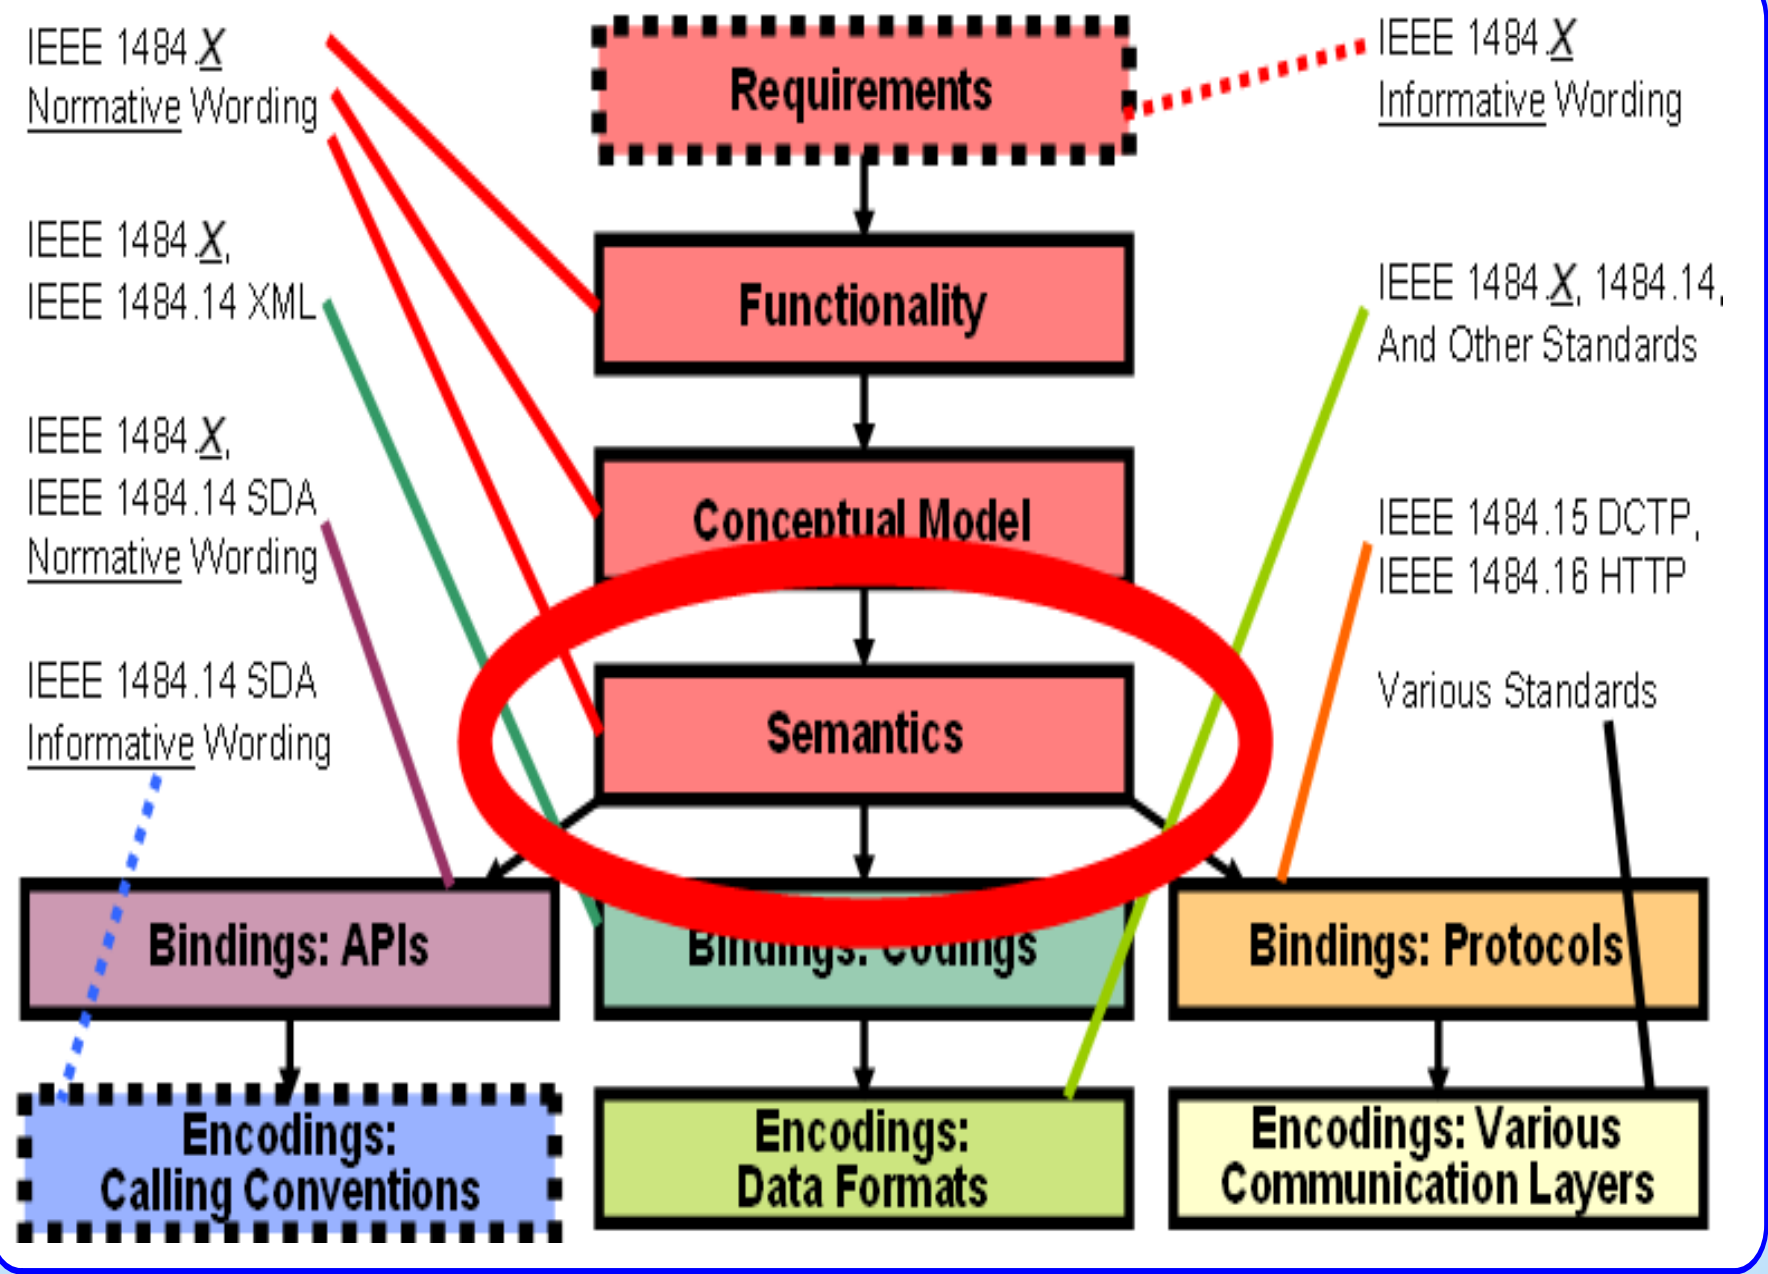 IEEE 1484.X
Normative Wording
IEEE 1484.X,
IEEE 1484.14 XML
IEEE 1484.X,
IEEE 1484.14 SDA
Normative Wording
IEEE 1484.14 SDA
Informative Wording
Requirements
Functionality
Conceptual Model
Semantics
Bindings: APIs
Bindings: Codings
Bindings: Protocols
Encodings:
Calling Conventions
Encodings:
Data Formats
Encodings: Various
Communication Layers
IEEE 1484.X
Informative Wording
IEEE 1484.X, 1484.14,
And Other Standards
IEEE 1484.15 DCTP,
IEEE 1484.16 HTTP
Various Standards